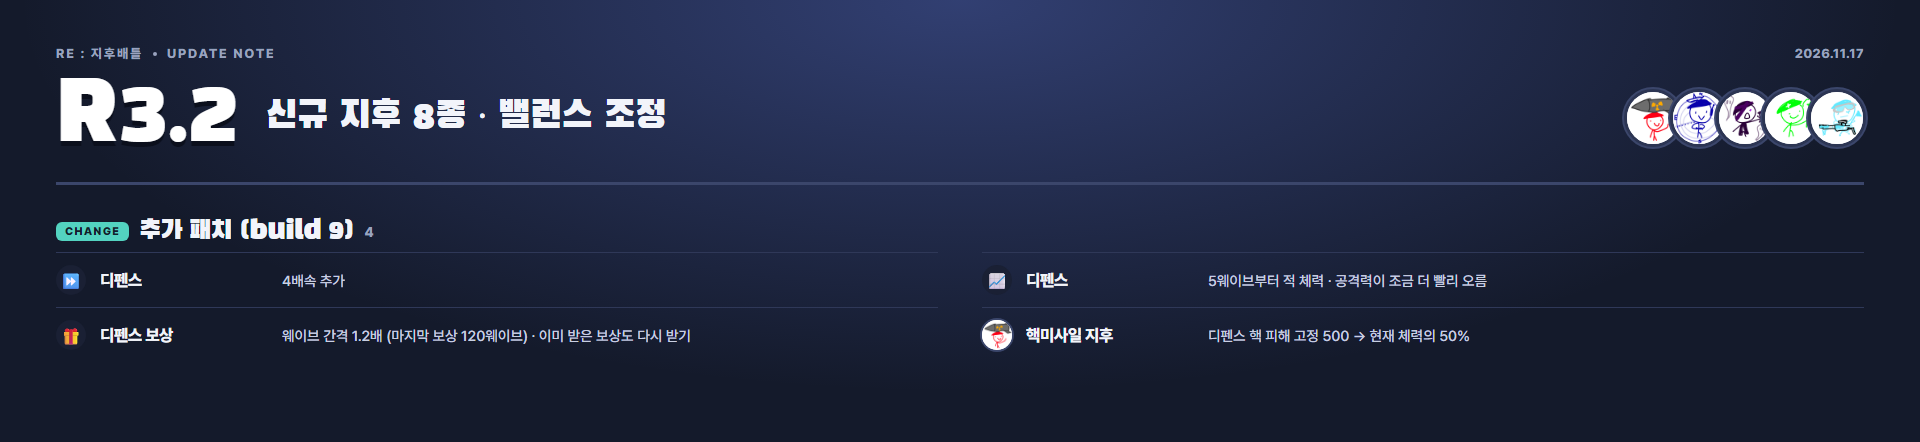 RE : 지후배틀 • UPDATE NOTE
2026.11.17
R3.2 신규 지후 8종 · 밸런스 조정
CHANGE 추가 패치 (build 9) 4
디펜스 4배속 추가
디펜스 5웨이브부터 적 체력 · 공격력이 조금 더 빨리 오름
디펜스 보상 웨이브 간격 1.2배 (마지막 보상 120웨이브) · 이미 받은 보상도 다시 받기
핵미사일 지후 디펜스 핵 피해 고정 500 → 현재 체력의 50%